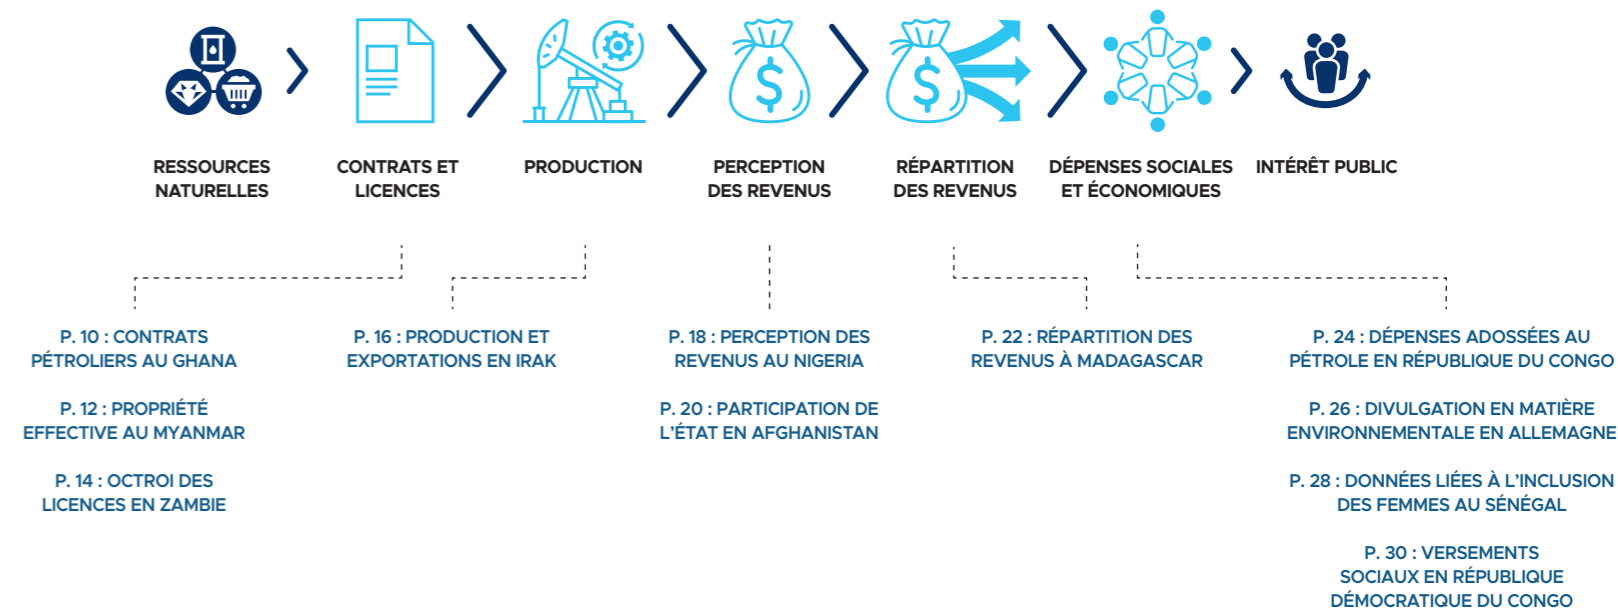 $
$
RESSOURCES
NATURELLES
CONTRATS ET
LICENCES
PRODUCTION
PERCEPTION
DES REVENUS
RÉPARTITION
DES REVENUS
DÉPENSES SOCIALES
ET ÉCONOMIQUES
INTÉRÊT PUBLIC
P. 10 : CONTRATS
PÉTROLIERS AU GHANA
P. 12 : PROPRIÉTÉ
EFFECTIVE AU MYANMAR
P. 14 : OCTROI DES
LICENCES EN ZAMBIE
P. 16 : PRODUCTION ET
EXPORTATIONS EN IRAK
P. 18 : PERCEPTION DES
REVENUS AU NIGERIA
P. 20 : PARTICIPATION DE
L’ÉTAT EN AFGHANISTAN
P. 22 : RÉPARTITION DES
REVENUS À MADAGASCAR
P. 24 : DÉPENSES ADOSSÉES AU
PÉTROLE EN RÉPUBLIQUE DU CONGO
P. 26 : DIVULGATION EN MATIÈRE
ENVIRONNEMENTALE EN ALLEMAGNE
P. 28 : DONNÉES LIÉES À L’INCLUSION
DES FEMMES AU SÉNÉGAL
P. 30 : VERSEMENTS
SOCIAUX EN RÉPUBLIQUE
DÉMOCRATIQUE DU CONGO